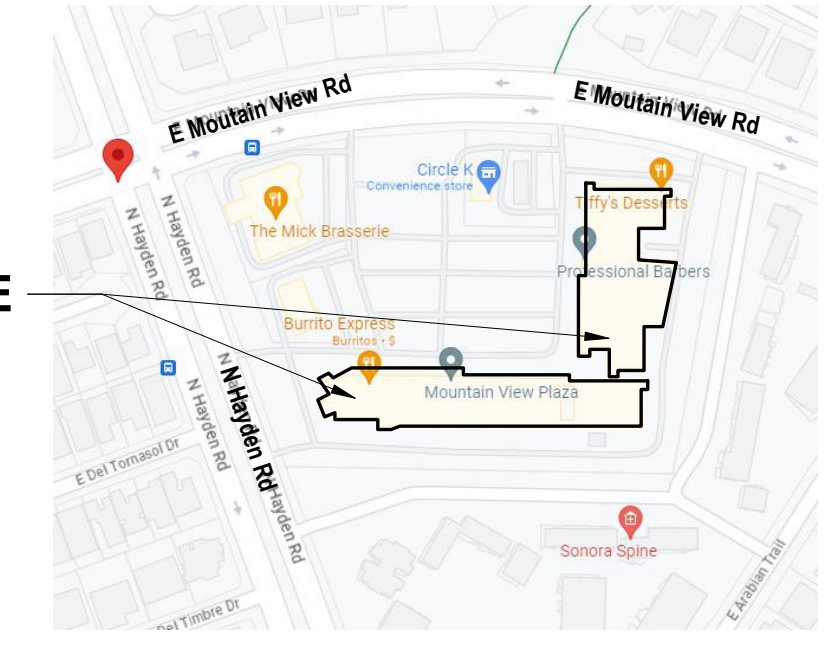 E Moutain View Rd
E Moutain View Rd
Circle K
Convenience store
The Mick Brasserie
Tiffy's Desserts
Professional Barbers
N Hayden Rd
N Hayden Rd
E
Burrito Express
Burritos · $
Mountain View Plaza
N Hayden Rd
N Hayden Rd
E Del Tornasol Dr
N Hayden Rd
Sonora Spine
E Arabian Trail
Del Timbre Dr